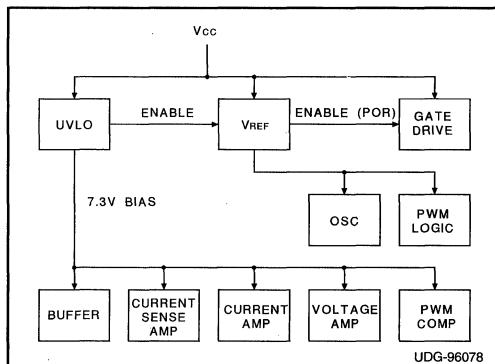 Vcc
UVLO
ENABLE
VREF
ENABLE (POR)
GATE
DRIVE
7.3V BIAS
OSC
PWM
LOGIC
BUFFER
CURRENT
SENSE
AMP
CURRENT
AMP
VOLTAGE
AMP
PWM
COMP
UDG-96078